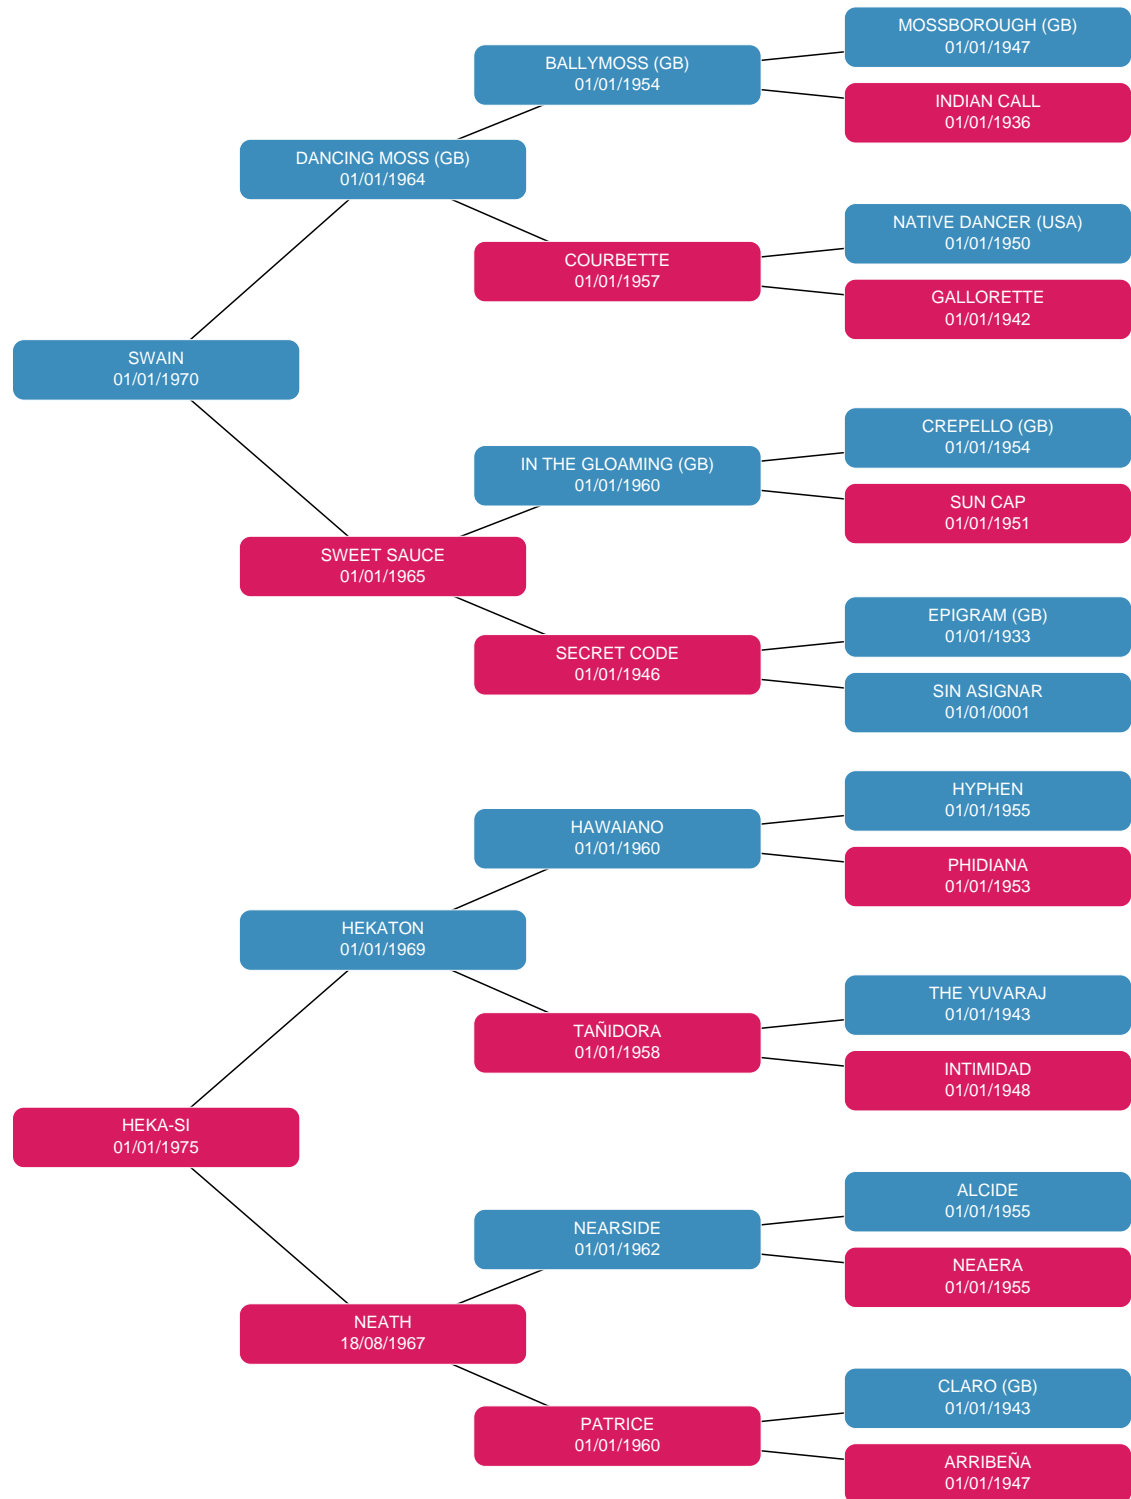 MOSSBOROUGH (GB)
01/01/1947
BALLYMOSS (GB)
01/01/1954
INDIAN CALL
01/01/1936
DANCING MOSS (GB)
01/01/1964
NATIVE DANCER (USA)
01/01/1950
COURBETTE
01/01/1957
GALLORETTE
01/01/1942
SWAIN
01/01/1970
CREPELLO (GB)
01/01/1954
IN THE GLOAMING (GB)
01/01/1960
SUN CAP
01/01/1951
SWEET SAUCE
01/01/1965
EPIGRAM (GB)
01/01/1933
SECRET CODE
01/01/1946
SIN ASIGNAR
01/01/0001
HYPHEN
01/01/1955
HAWAIANO
01/01/1960
PHIDIANA
01/01/1953
HEKATON
01/01/1969
THE YUVARAJ
01/01/1943
TAÑIDORA
01/01/1958
INTIMIDAD
01/01/1948
HEKA-SI
01/01/1975
ALCIDE
01/01/1955
NEARSIDE
01/01/1962
NEAERA
01/01/1955
NEATH
18/08/1967
CLARO (GB)
01/01/1943
PATRICE
01/01/1960
ARRIBEÑA
01/01/1947